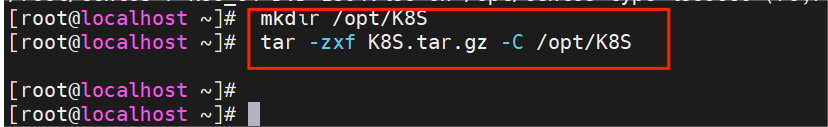 [root@localhost ~]# mkdir /opt/K8S
[root@localhost ~]# tar -zxf K8S.tar.gz -C /opt/K8S
[root@localhost ~]#
[root@localhost ~]#